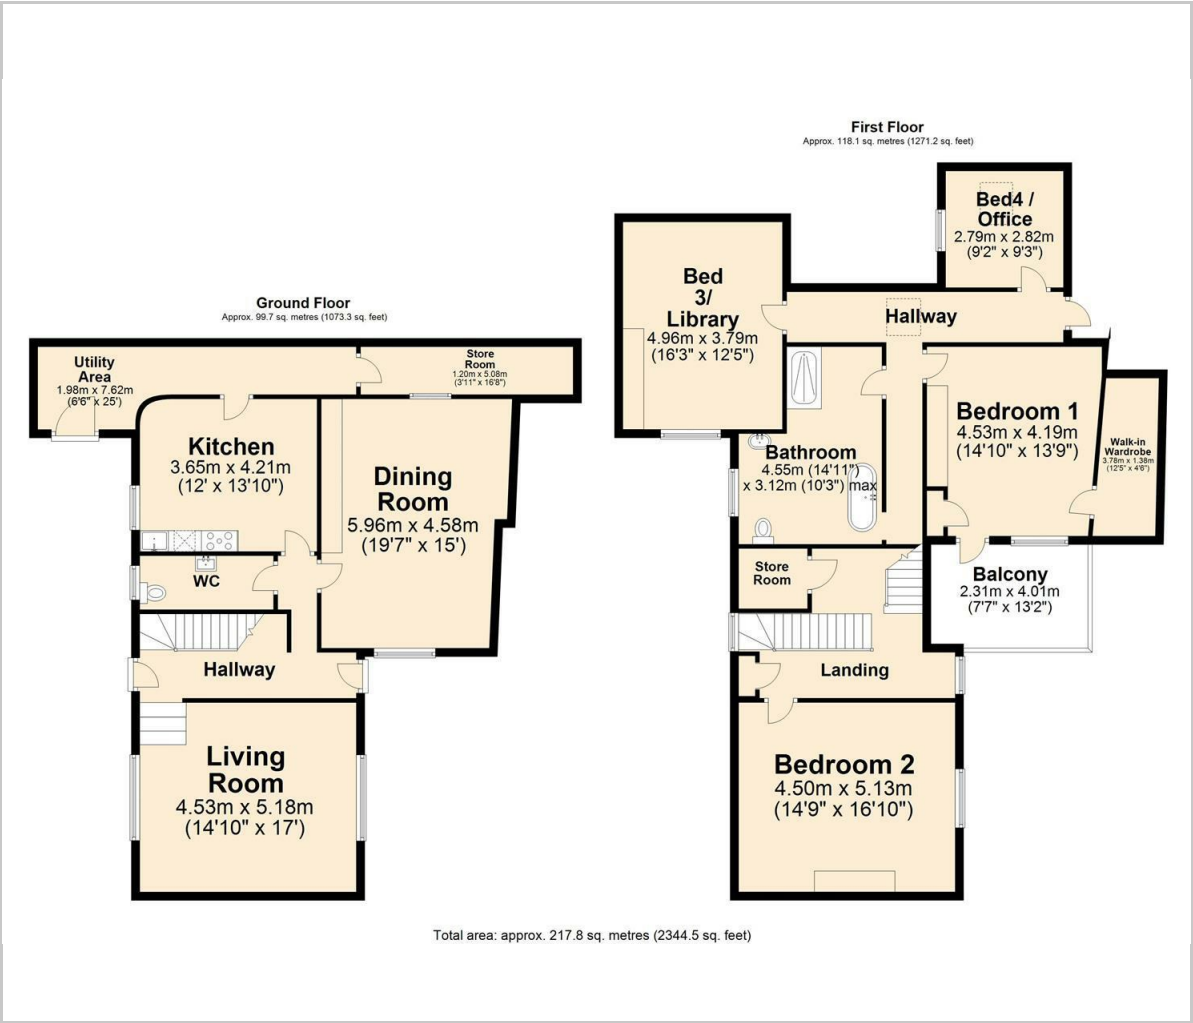 First Floor
Approx. 118.1 sq. metres (1271.2 sq. feet)
Bed4 /
Office
2.79m x 2.82m
(9'2" x 9'3")
Bed
3/
Library
4.96m x 3.79m
(16'3" x 12'5")
Hallway
Ground Floor
Approx. 99.7 sq. metres (1073.3 sq. feet)
Utility
Area
1.98m x 7.62m
(6'6" x 25')
Store
Room
1.20m x 5.08m
(3'11" x 16'8")
Kitchen
3.65m x 4.21m
(12' x 13'10")
Dining
Room
5.96m x 4.58m
(19'7" x 15')
Bathroom
4.55m (14'11")
x 3.12m (10'3") max
Bedroom 1
4.53m x 4.19m
(14'10" x 13'9")
Walk-in
Wardrobe
3.78m x 1.38m
(12'5" x 4'6")
WC
Store
Room
Balcony
2.31m x 4.01m
(7'7" x 13'2")
Hallway
Landing
Living
Room
4.53m x 5.18m
(14'10" x 17')
Bedroom 2
4.50m x 5.13m
(14'9" x 16'10")
Total area: approx. 217.8 sq. metres (2344.5 sq. feet)